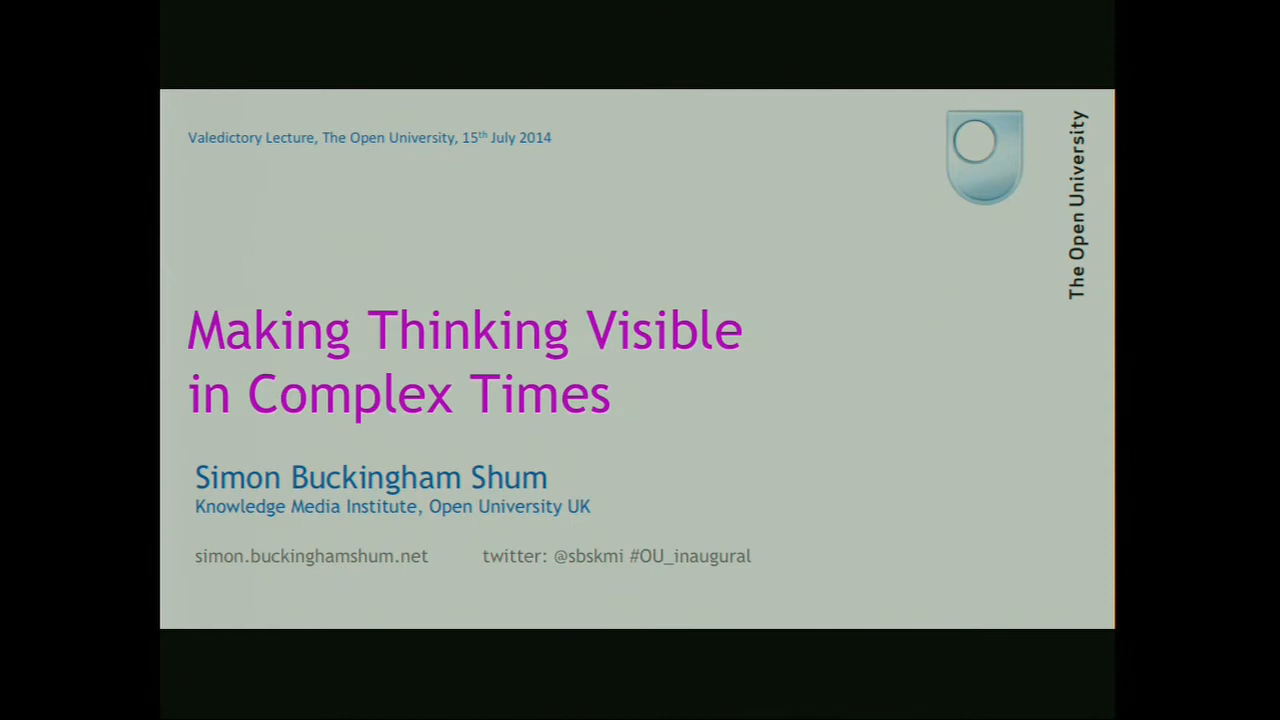 Valedictory Lecture, The Open University, 15th July 2014
The Open University
Making Thinking Visible
in Complex Times
Simon Buckingham Shum
Knowledge Media Institute, Open University UK
simon.buckinghamshum.net twitter: @sbskmi #OU_inaugural